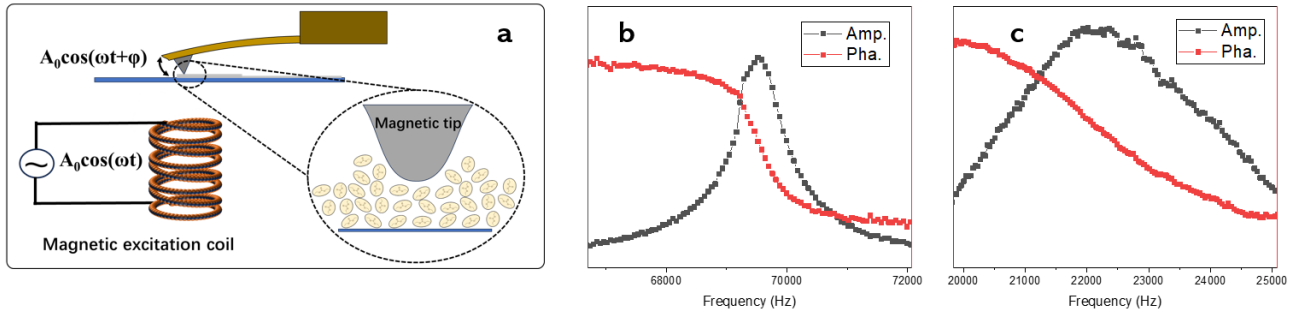 a
A₀cos(ωt+φ)
Magnetic tip
A₀cos(ωt)
Magnetic excitation coil
b
Amp.
Pha.
68000 70000 72000
Frequency (Hz)
c
Amp.
Pha.
20000 21000 22000 23000 24000 25000
Frequency (Hz)